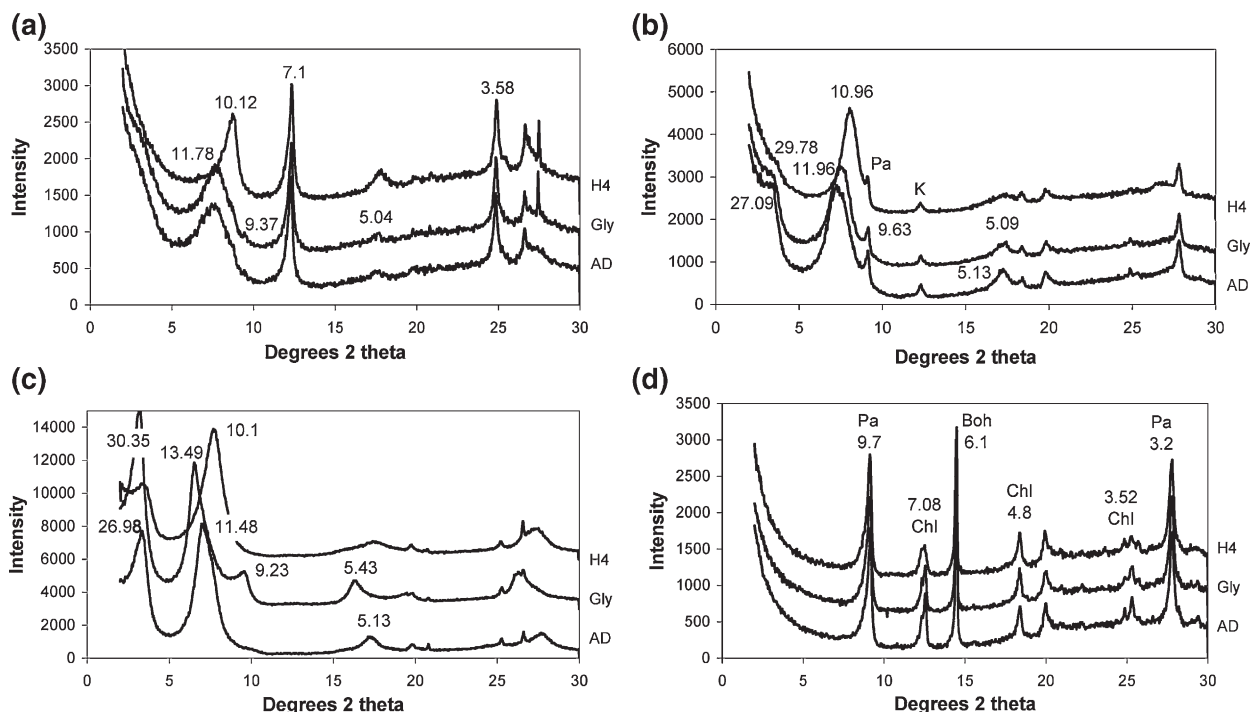 (a)
3500
3000
2500
2000
1500
1000
500
0
Intensity
7.1
3.58
10.12
11.78
9.37
5.04
H4
Gly
AD
0 5 10 15 20 25 30
Degrees 2 theta
(b)
6000
5000
4000
3000
2000
1000
0
Intensity
10.96
29.78
11.96
Pa
27.09
K
9.63
5.09
5.13
H4
Gly
AD
0 5 10 15 20 25 30
Degrees 2 theta
(c)
14000
12000
10000
8000
6000
4000
2000
0
Intensity
30.35
13.49
10.1
26.98
11.48
9.23
5.43
5.13
H4
Gly
AD
0 5 10 15 20 25 30
Degrees 2 theta
(d)
3500
3000
2500
2000
1500
1000
500
0
Intensity
Pa
9.7
Boh
6.1
Pa
3.2
7.08
Chl
Chl
4.8
3.52
Chl
H4
Gly
AD
0 5 10 15 20 25 30
Degrees 2 theta